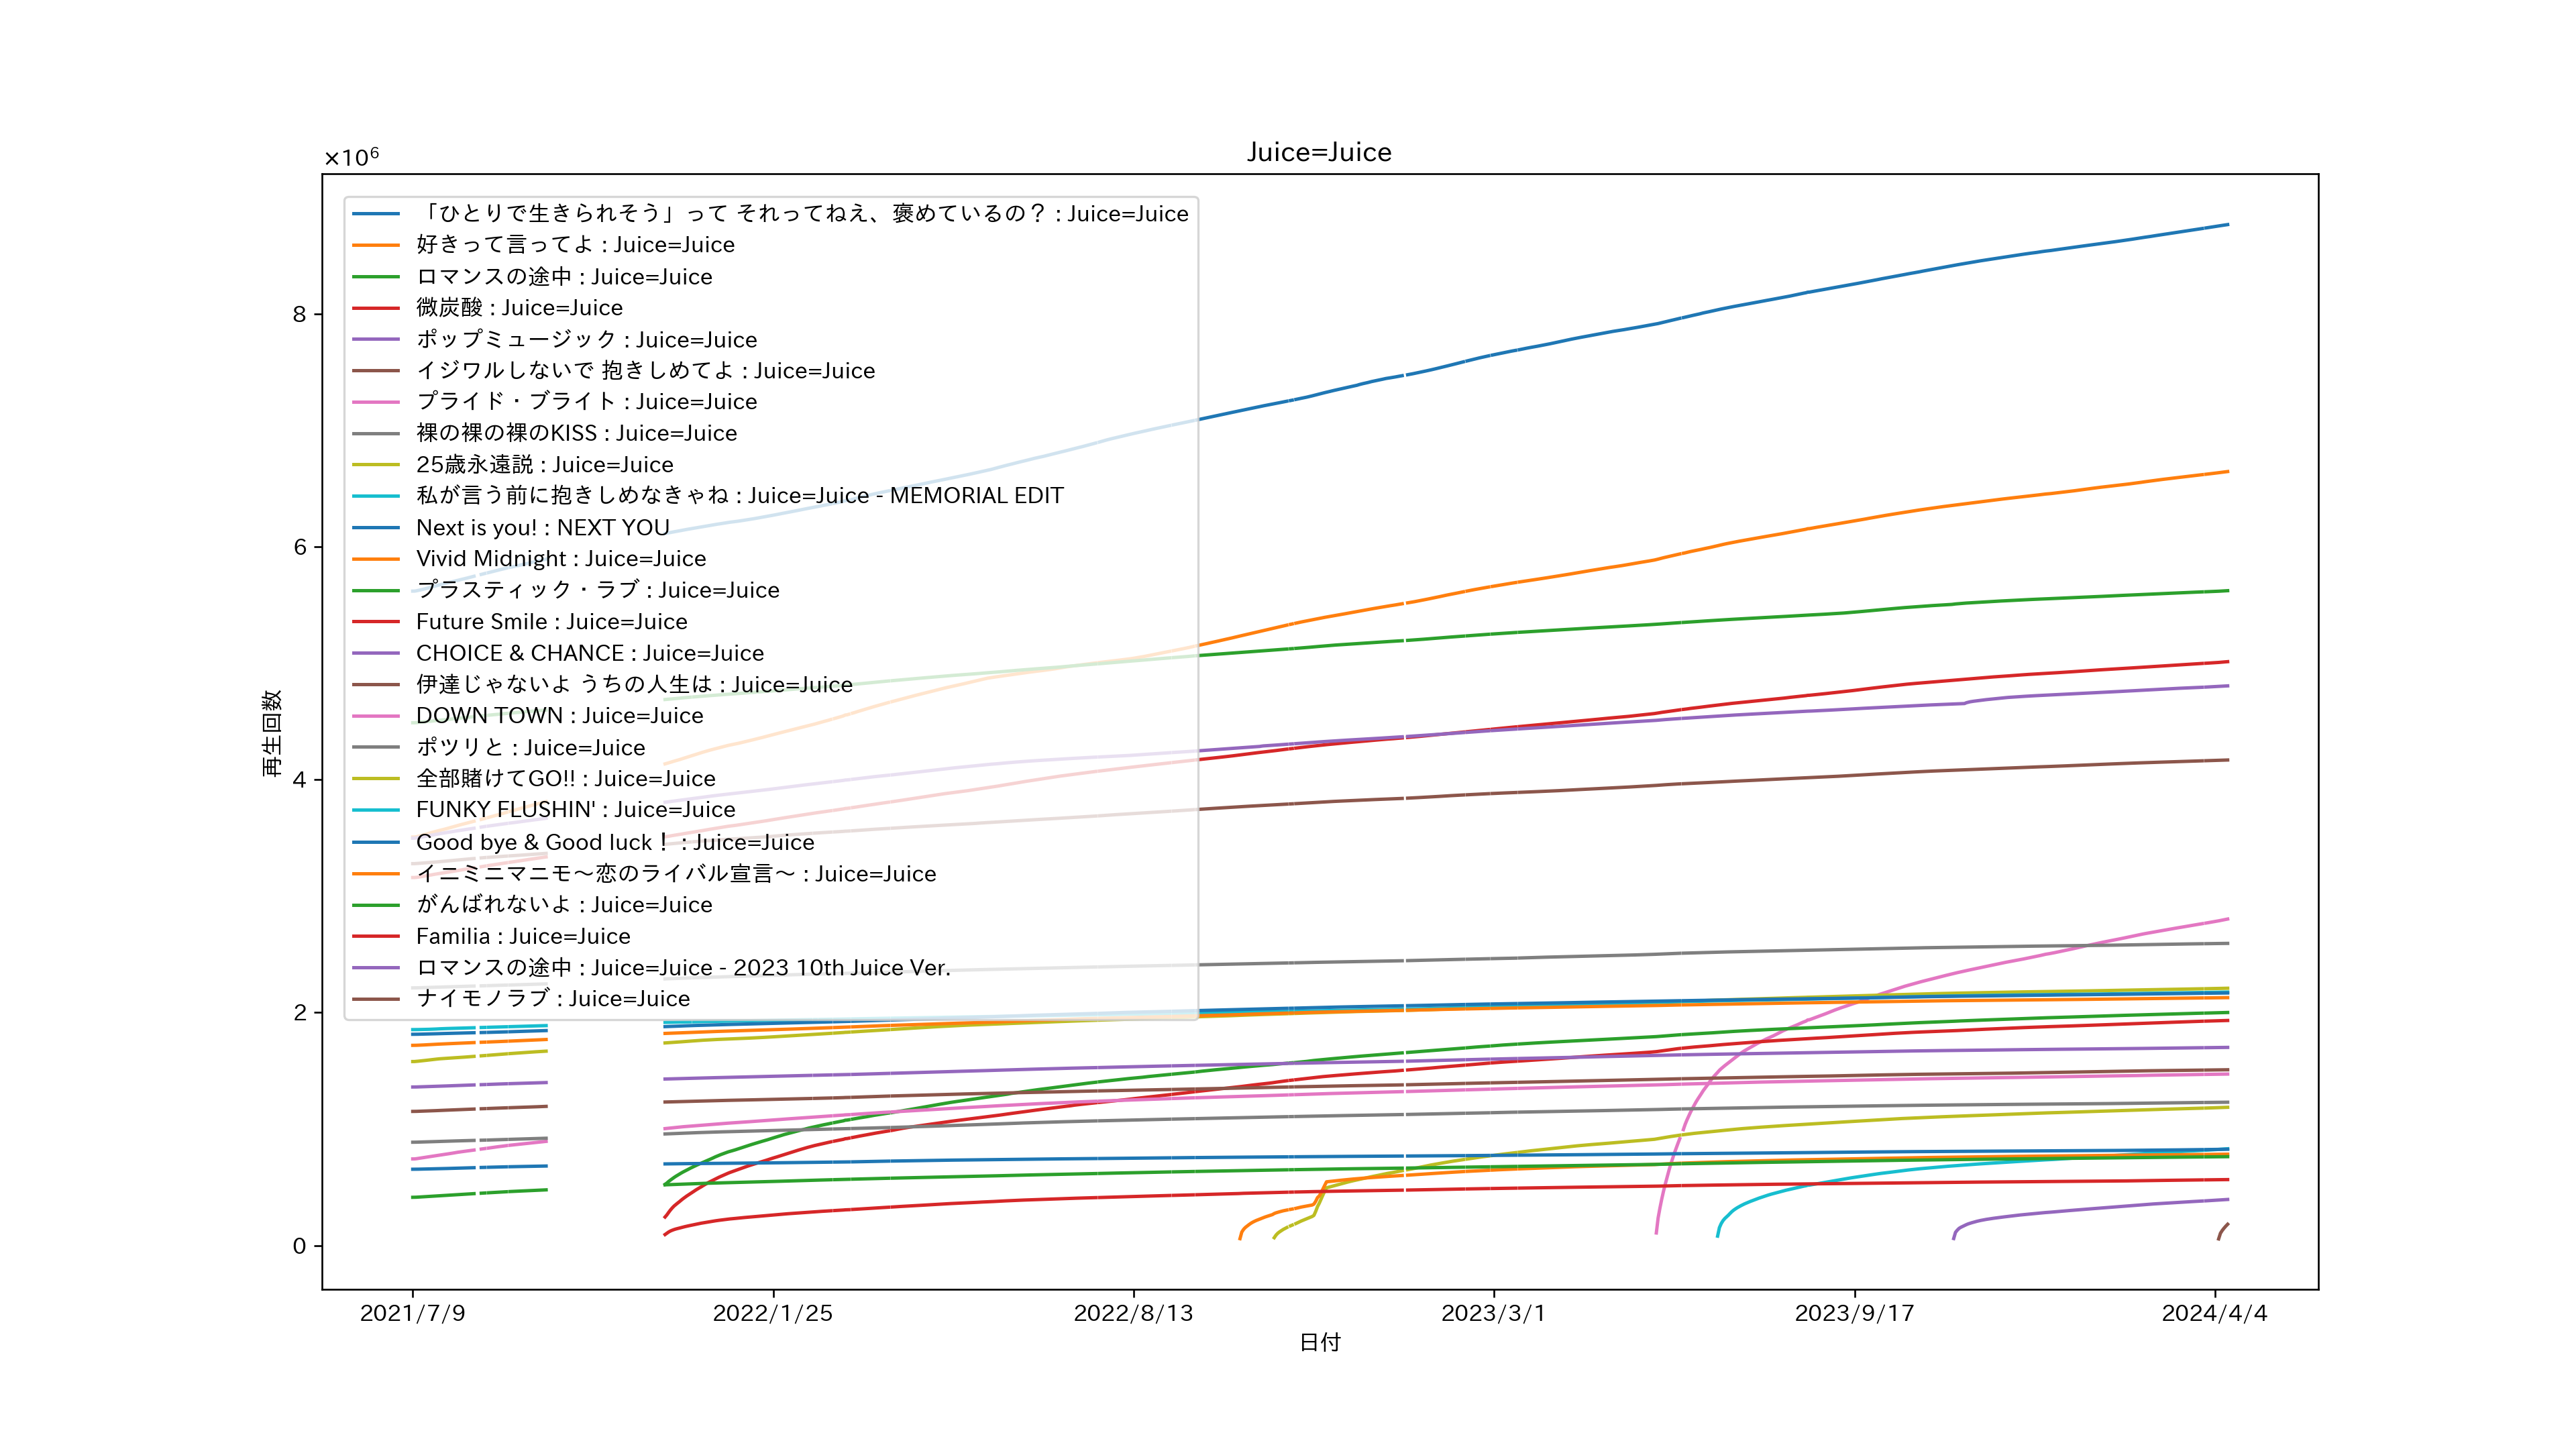 Juice=Juice
×10⁶
「ひとりで生きられそう」って それってねえ、褒めているの？ : Juice=Juice
好きって言ってよ : Juice=Juice
ロマンスの途中 : Juice=Juice
微炭酸 : Juice=Juice
ポップミュージック : Juice=Juice
イジワルしないで 抱きしめてよ : Juice=Juice
プライド・ブライト : Juice=Juice
裸の裸の裸のKISS : Juice=Juice
25歳永遠説 : Juice=Juice
私が言う前に抱きしめなきゃね : Juice=Juice - MEMORIAL EDIT
Next is you! : NEXT YOU
Vivid Midnight : Juice=Juice
プラスティック・ラブ : Juice=Juice
Future Smile : Juice=Juice
CHOICE & CHANCE : Juice=Juice
伊達じゃないよ うちの人生は : Juice=Juice
DOWN TOWN : Juice=Juice
ポツリと : Juice=Juice
全部賭けてGO!! : Juice=Juice
FUNKY FLUSHIN' : Juice=Juice
Good bye & Good luck！ : Juice=Juice
イニミニマニモ～恋のライバル宣言～ : Juice=Juice
がんばれないよ : Juice=Juice
Familia : Juice=Juice
ロマンスの途中 : Juice=Juice - 2023 10th Juice Ver.
ナイモノラブ : Juice=Juice
8
6
4
2
0
再生回数
2021/7/9
2022/1/25
2022/8/13
2023/3/1
2023/9/17
2024/4/4
日付